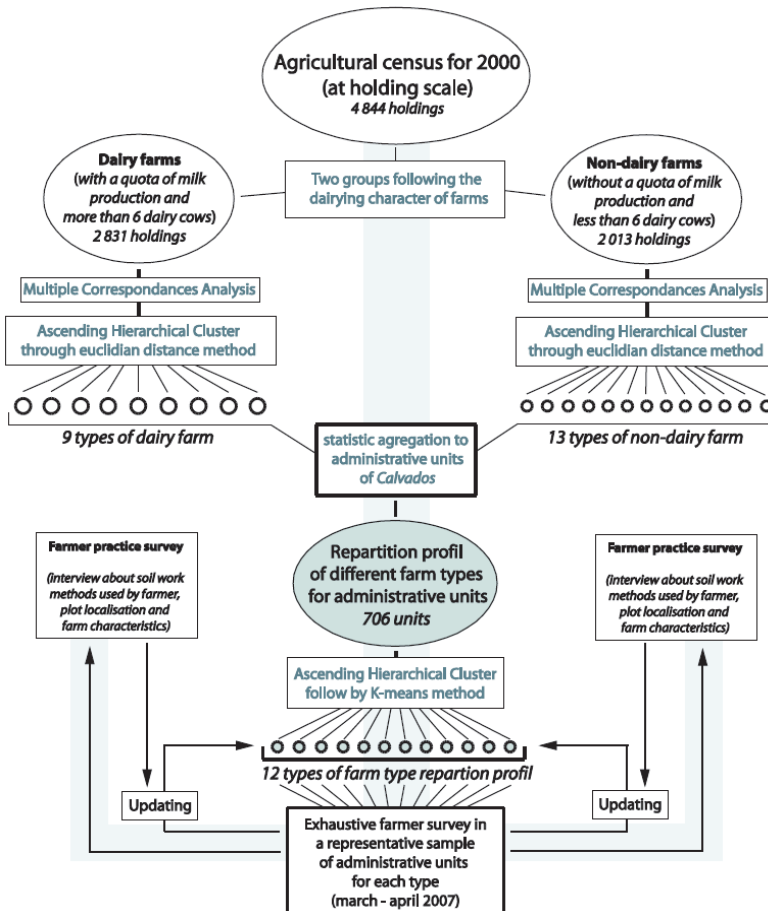 Agricultural census for 2000
(at holding scale)
4 844 holdings
Dairy farms
(with a quota of milk
production and
more than 6 dairy cows)
2 831 holdings
Two groups following the
dairying character of farms
Non-dairy farms
(without a quota of milk
production and
less than 6 dairy cows)
2 013 holdings
Multiple Correspondances Analysis
Multiple Correspondances Analysis
Ascending Hierarchical Cluster
through euclidian distance method
Ascending Hierarchical Cluster
through euclidian distance method
9 types of dairy farm
13 types of non-dairy farm
statistic agregation to
administrative units
of Calvados
Farmer practice survey
(interview about soil work
methods used by farmer,
plot localisation and
farm characteristics)
Repartition profil
of different farm types
for administrative units
706 units
Farmer practice survey
(interview about soil work
methods used by farmer,
plot localisation and
farm characteristics)
Ascending Hierarchical Cluster
follow by K-means method
12 types of farm type repartion profil
Updating
Updating
Exhaustive farmer survey in
a representative sample
of administrative units
for each type
(march - april 2007)